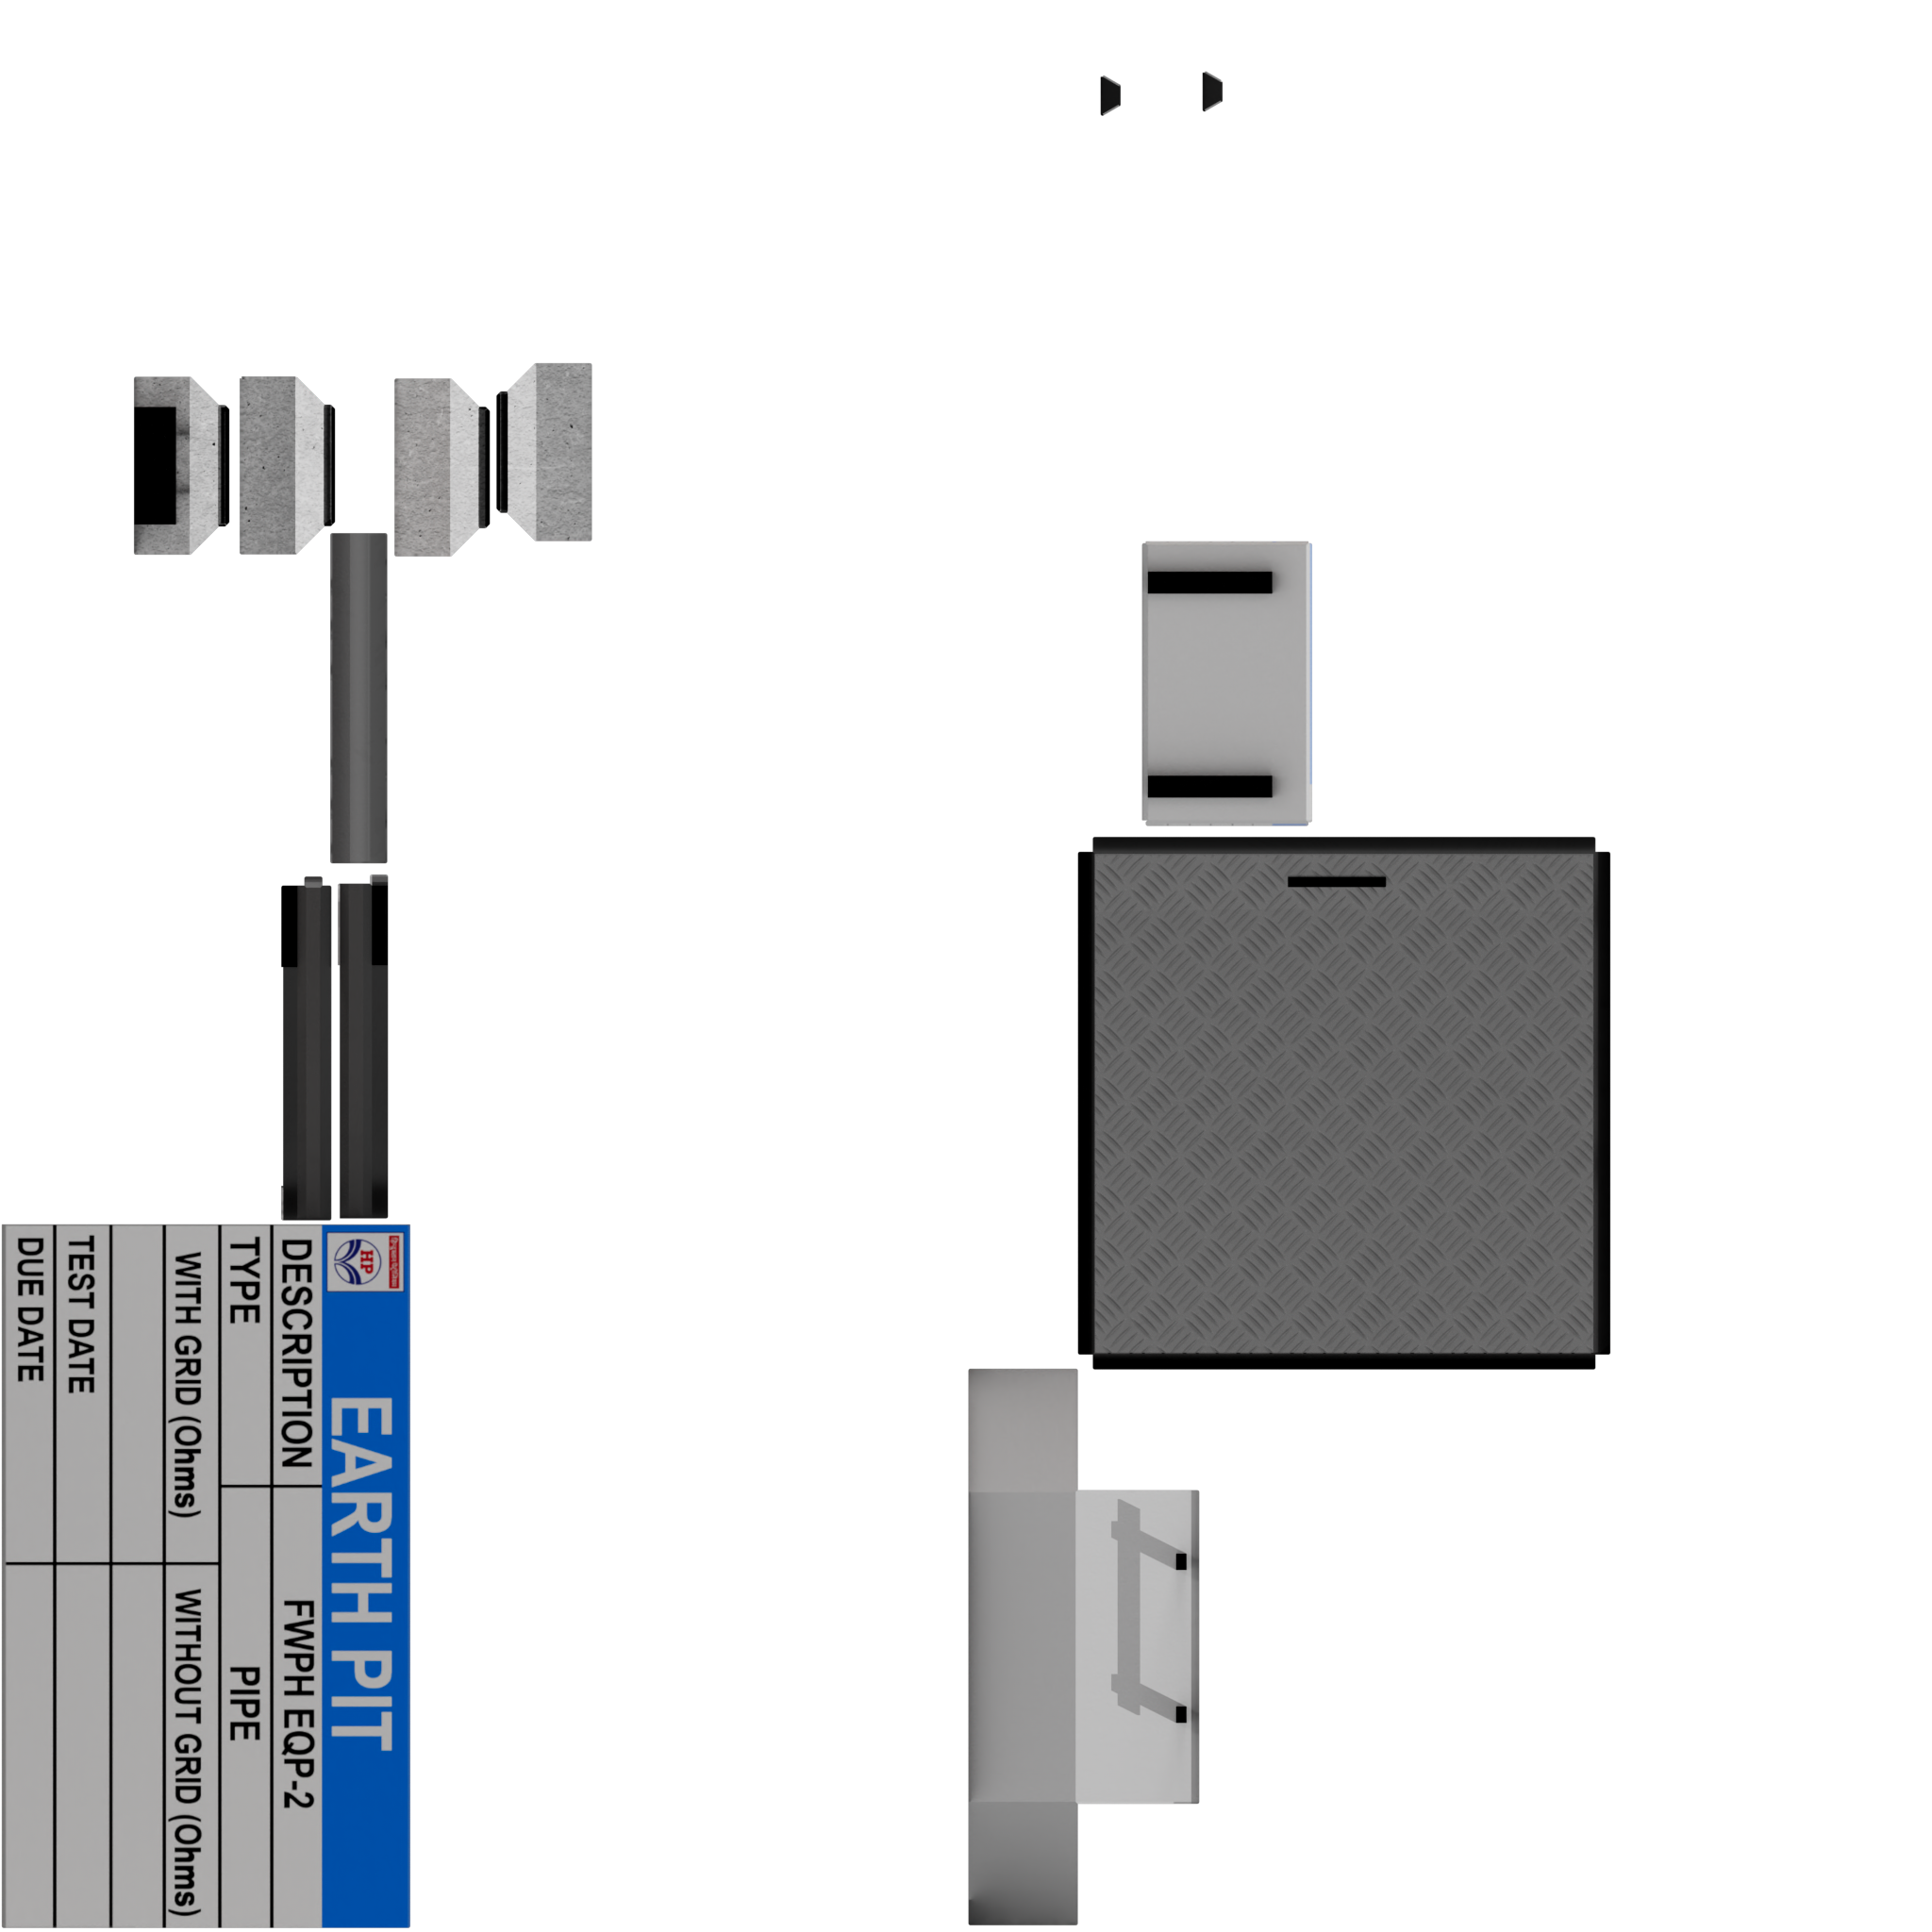 HP
EARTH PIT
DESCRIPTION FWPH EQP-2
TYPE PIPE
WITH GRID (Ohms) WITHOUT GRID (Ohms)
TEST DATE
DUE DATE